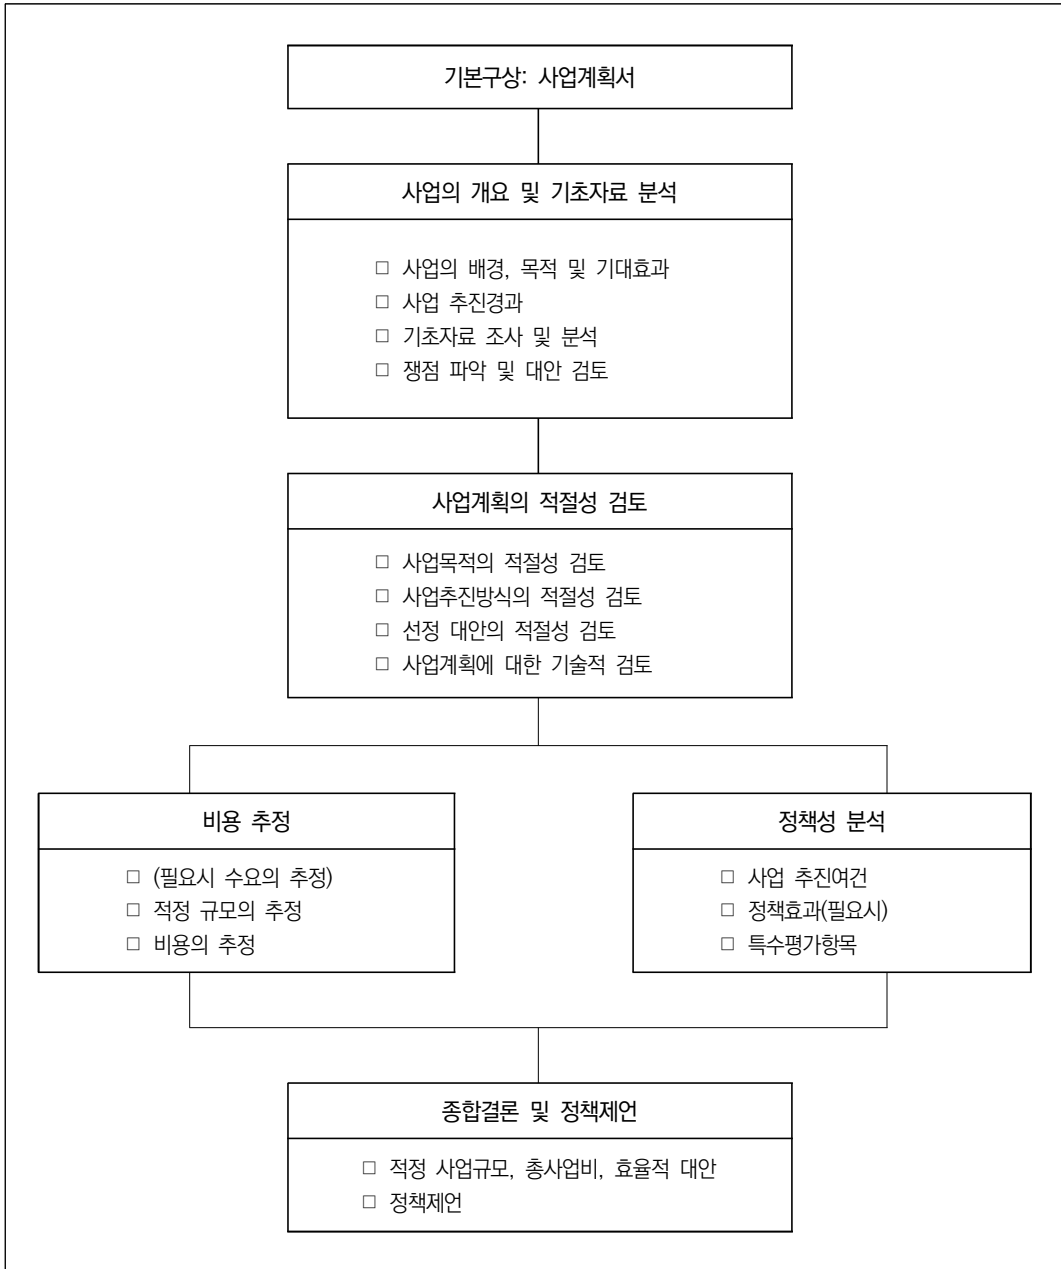 기본구상: 사업계획서
사업의 개요 및 기초자료 분석
□ 사업의 배경, 목적 및 기대효과
□ 사업 추진경과
□ 기초자료 조사 및 분석
□ 쟁점 파악 및 대안 검토
사업계획의 적절성 검토
□ 사업목적의 적절성 검토
□ 사업추진방식의 적절성 검토
□ 선정 대안의 적절성 검토
□ 사업계획에 대한 기술적 검토
비용 추정
□ (필요시 수요의 추정)
□ 적정 규모의 추정
□ 비용의 추정
정책성 분석
□ 사업 추진여건
□ 정책효과(필요시)
□ 특수평가항목
종합결론 및 정책제언
□ 적정 사업규모, 총사업비, 효율적 대안
□ 정책제언